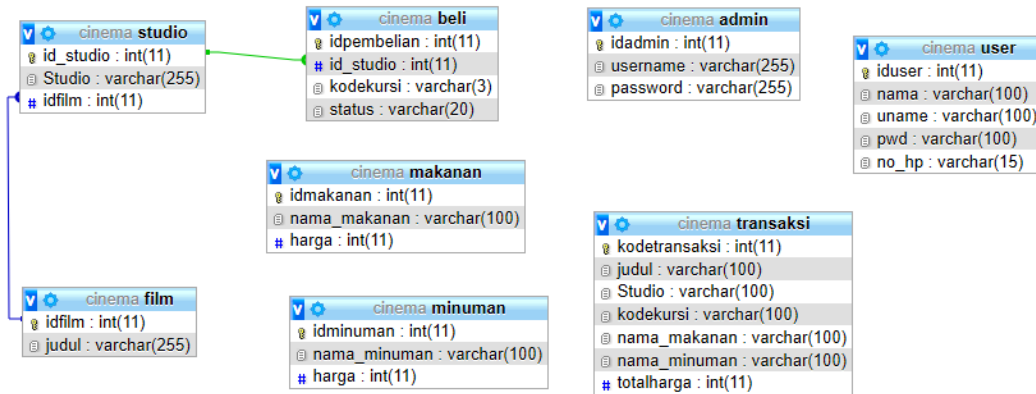 cinema studio
id_studio : int(11)
Studio : varchar(255)
idfilm : int(11)
cinema beli
idpembelian : int(11)
id_studio : int(11)
kodekursi : varchar(3)
status : varchar(20)
cinema admin
idadmin : int(11)
username : varchar(255)
password : varchar(255)
cinema user
iduser : int(11)
nama : varchar(100)
uname : varchar(100)
pwd : varchar(100)
no_hp : varchar(15)
cinema makanan
idmakanan : int(11)
nama_makanan : varchar(100)
harga : int(11)
cinema transaksi
kodetransaksi : int(11)
judul : varchar(100)
Studio : varchar(100)
kodekursi : varchar(100)
nama_makanan : varchar(100)
nama_minuman : varchar(100)
totalharga : int(11)
cinema film
idfilm : int(11)
judul : varchar(255)
cinema minuman
idminuman : int(11)
nama_minuman : varchar(100)
harga : int(11)